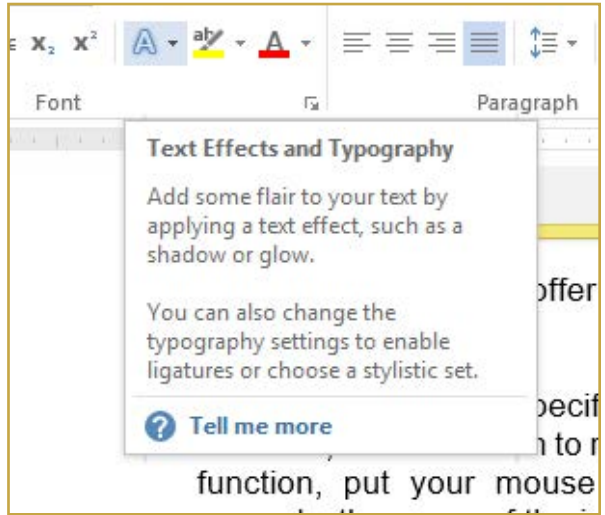 X₂ X² A ab A
Font Paragraph
Text Effects and Typography
Add some flair to your text by
applying a text effect, such as a
shadow or glow.
offer
You can also change the
typography settings to enable
ligatures or choose a stylistic set.
Tell me more
function, put your mouse